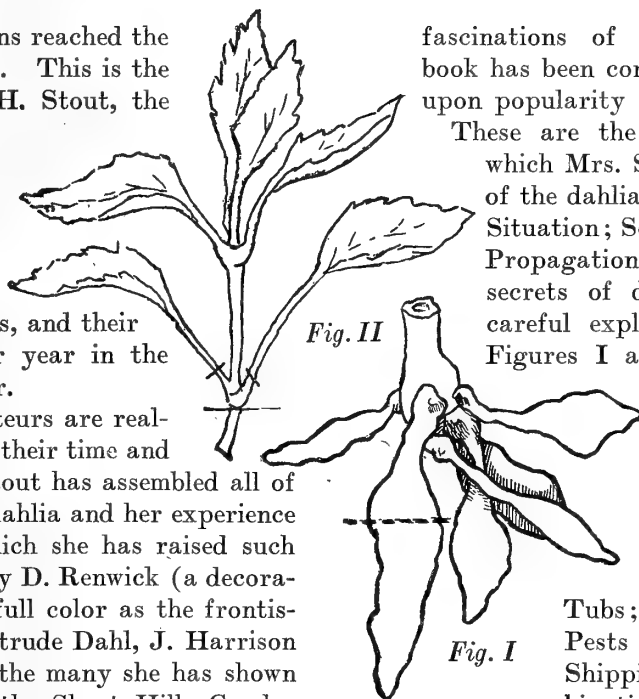 ns reached the
. This is the
H. Stout, the
s, and their
r year in the
r.
teurs are real-
their time and
out has assembled all of
ahlia and her experience
ich she has raised such
y D. Renwick (a decora-
full color as the frontis-
trude Dahl, J. Harrison
the many she has shown
Fig. II
Fig. I
fascinations of
book has been con
upon popularity
These are the
which Mrs. S
of the dahlia
Situation; S
Propagation
secrets of d
careful expl
Figures I a
Tubs;
Pests
Shippi